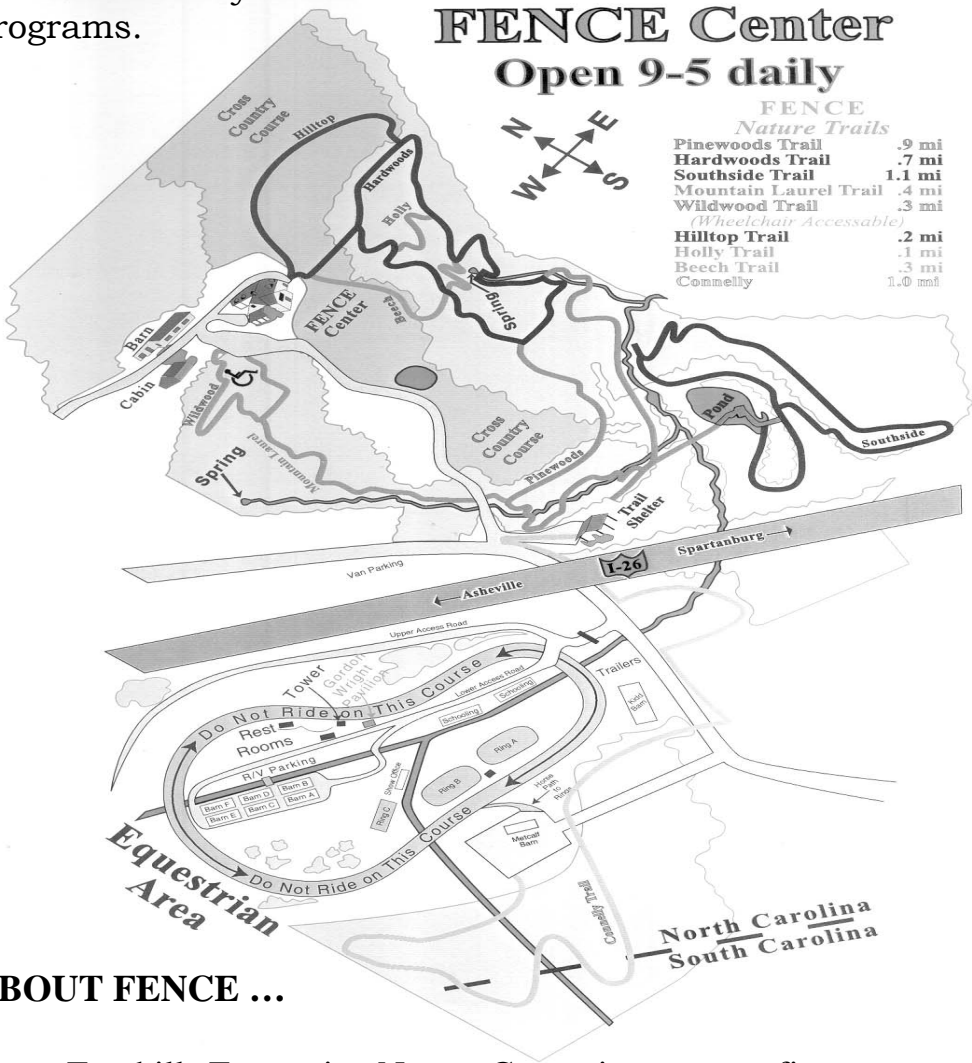 rograms.
FENCE Center
Open 9-5 daily
FENCE
Nature Trails
Pinewoods Trail .9 mi
Hardwoods Trail .7 mi
Southside Trail 1.1 mi
Mountain Laurel Trail .4 mi
Wildwood Trail .3 mi
(Wheelchair Accessable)
Hilltop Trail .2 mi
Holly Trail .1 mi
Beech Trail .3 mi
Connelly 1.0 mi
N
E
W
S
Cross
Country
Course
Hilltop
Hardwoods
Holly
Spring
Beech
FENCE
Center
Barn
Cabin
Wildwood
Mountain Laurel
Spring
Cross
Country
Course
Pinewoods
Pond
Southside
Trail
Shelter
Van Parking
I-26
Spartanburg
Asheville
Upper Access Road
Tower
Gordon
Wright
Pavilion
Do Not Ride on This Course
Lower Access Road
Schooling
Schooling
Trailers
Kidd
Barn
Rest
Rooms
R/V Parking
Barn F
Barn D
Barn B
Barn E
Barn C
Barn A
Show Office
Ring C
Ring B
Ring A
Horse
Path
to
Rings
Metcalf
Barn
Do Not Ride on This Course
Equestrian
Area
Connelly Trail
North Carolina
South Carolina
BOUT FENCE …